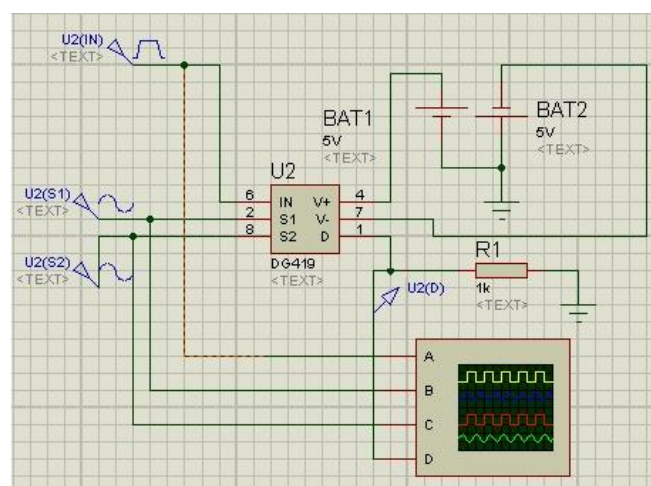 U2(IN)
<TEXT>
BAT1
5V
<TEXT>
BAT2
5V
<TEXT>
U2
6 IN V+ 4
2 S1 V- 7
8 S2 D 1
DG419
<TEXT>
U2(S1)
<TEXT>
U2(S2)
<TEXT>
U2(D)
R1
1k
<TEXT>
A
B
C
D